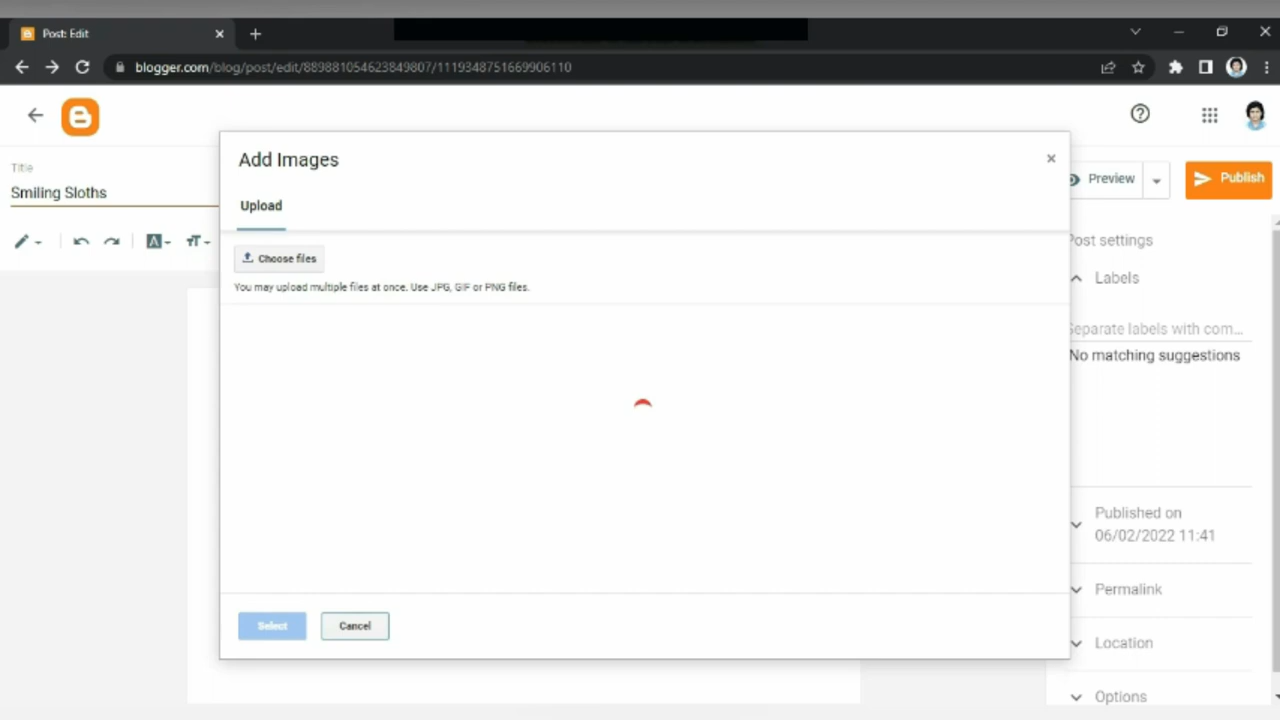 Post: Edit
blogger.com/blog/post/edit/889881054623849807/1119348751669906110
Title
Smiling Sloths
Add Images
Upload
Choose files
You may upload multiple files at once. Use JPG, GIF or PNG files.
Select
Cancel
Preview
Publish
Post settings
Labels
Separate labels with com...
No matching suggestions
Published on
06/02/2022 11:41
Permalink
Location
Options